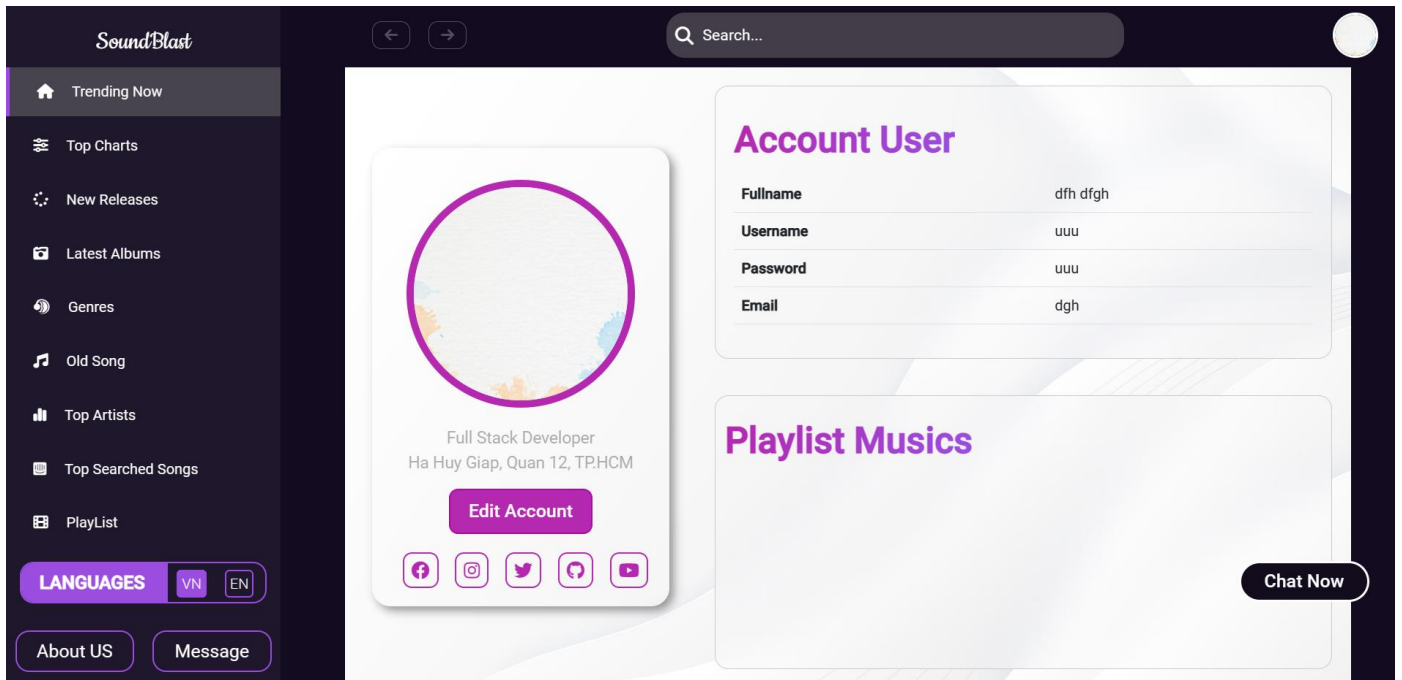 SoundBlast
Search...
Trending Now
Top Charts
New Releases
Latest Albums
Genres
Old Song
Top Artists
Top Searched Songs
PlayList
LANGUAGES VN EN
About US Message
Full Stack Developer
Ha Huy Giap, Quan 12, TP.HCM
Edit Account
Account User
Fullname dfh dfgh
Username uuu
Password uuu
Email dgh
Playlist Musics
Chat Now